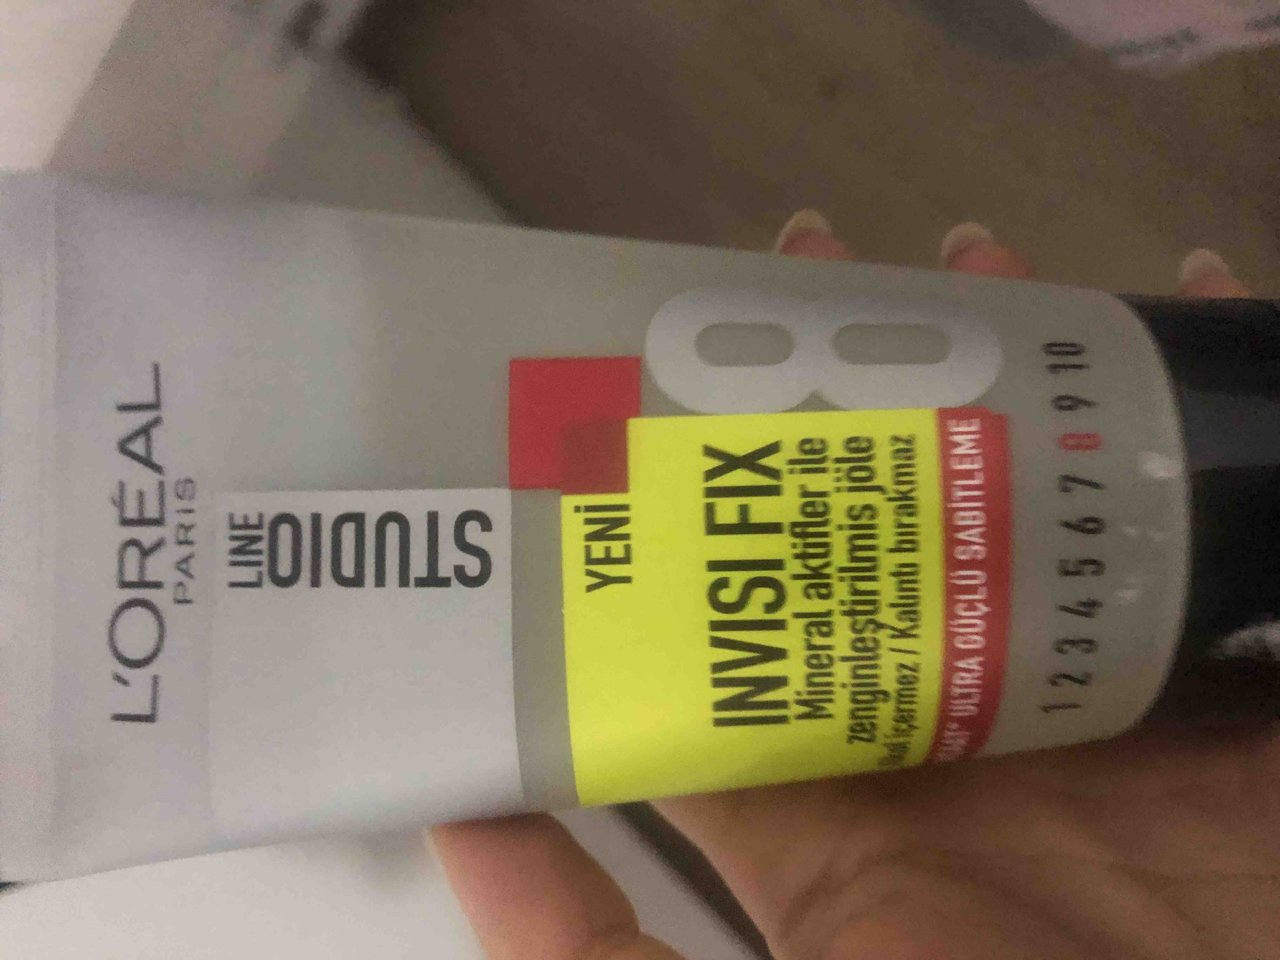 L'ORÉAL
PARIS
LINE
STUDIO
8
YENİ
INVISI FIX
Mineral aktifler ile
zenginleştirilmiş jöle
içermez / Kalıntı bırakmaz
ULTRA GÜÇLÜ SABİTLEME
1 2 3 4 5 6 7 8 9 10